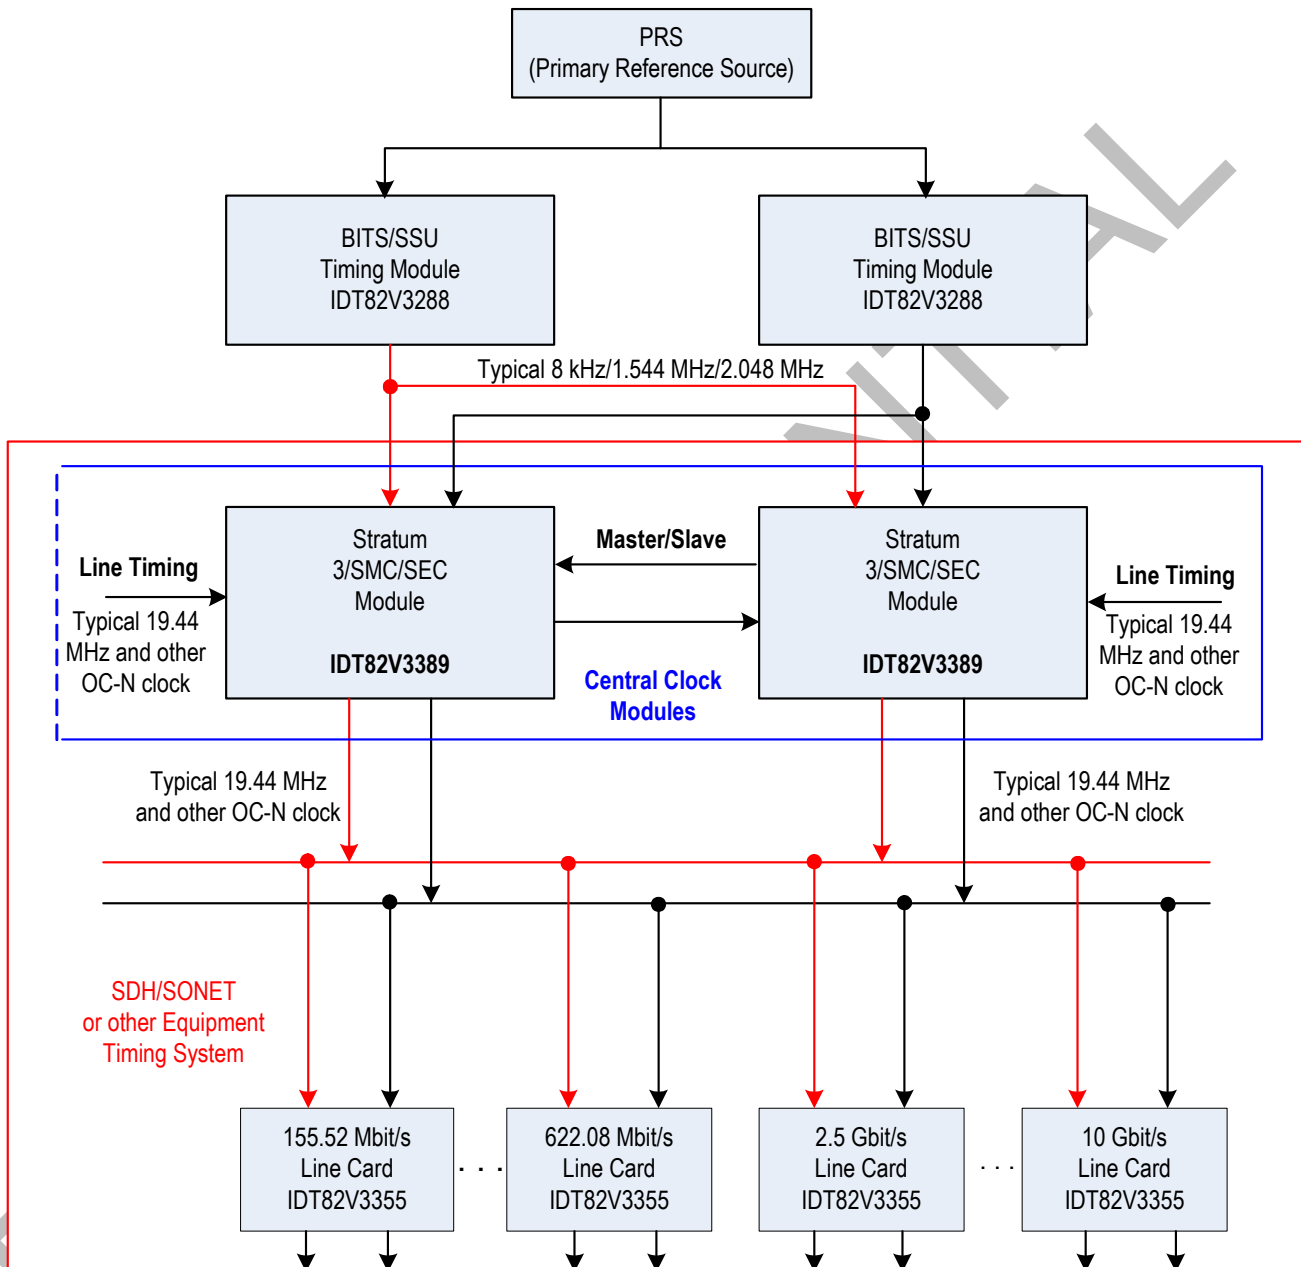 PRS
(Primary Reference Source)
BITS/SSU
Timing Module
IDT82V3288
BITS/SSU
Timing Module
IDT82V3288
Typical 8 kHz/1.544 MHz/2.048 MHz
Stratum
3/SMC/SEC
Module
IDT82V3389
Master/Slave
Stratum
3/SMC/SEC
Module
IDT82V3389
Line Timing
Typical 19.44
MHz and other
OC-N clock
Line Timing
Typical 19.44
MHz and other
OC-N clock
Central Clock
Modules
Typical 19.44 MHz
and other OC-N clock
Typical 19.44 MHz
and other OC-N clock
SDH/SONET
or other Equipment
Timing System
155.52 Mbit/s
Line Card
IDT82V3355
. . .
622.08 Mbit/s
Line Card
IDT82V3355
2.5 Gbit/s
Line Card
IDT82V3355
. . .
10 Gbit/s
Line Card
IDT82V3355